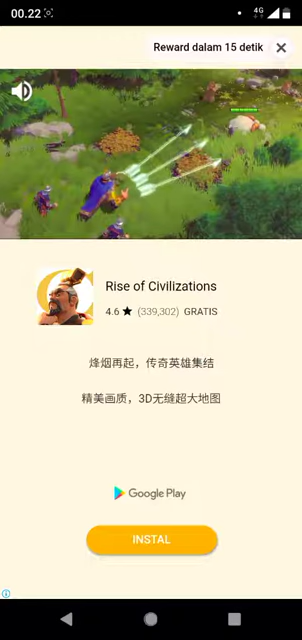 00.22
4G
Reward dalam 15 detik
Rise of Civilizations
4.6 ★ (339,302) GRATIS
烽烟再起，传奇英雄集结
精美画质，3D无缝超大地图
Google Play
INSTAL